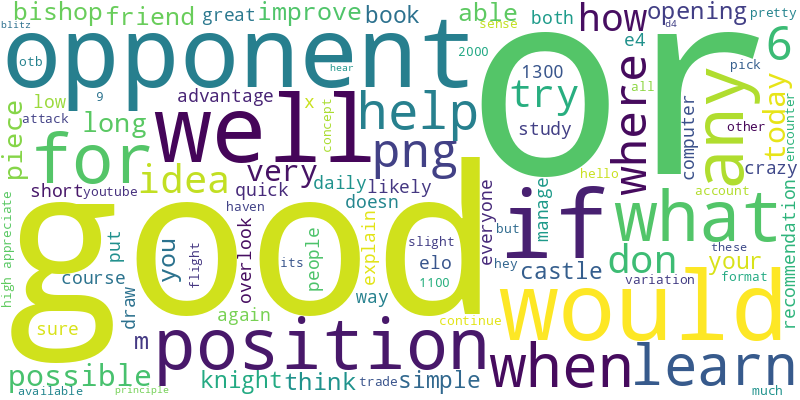 blitz
bishop friend great improve book able both how opening pretty
otb opponent or sense 2000 e4 d4 6
low 9 advantage x 1300 try when pick all
attack long well help study where any computer other today
piece for png concept hear crazy encounter
short youtube idea very quick daily likely hello account
high appreciate good haven doesn everyone if manage what recommendation
put you flight overlook its people explain slight elo 1100 way but hey don your these
course castle variation format
draw again continue would
sure m position when learn
possible knight think trade simple
available principle much